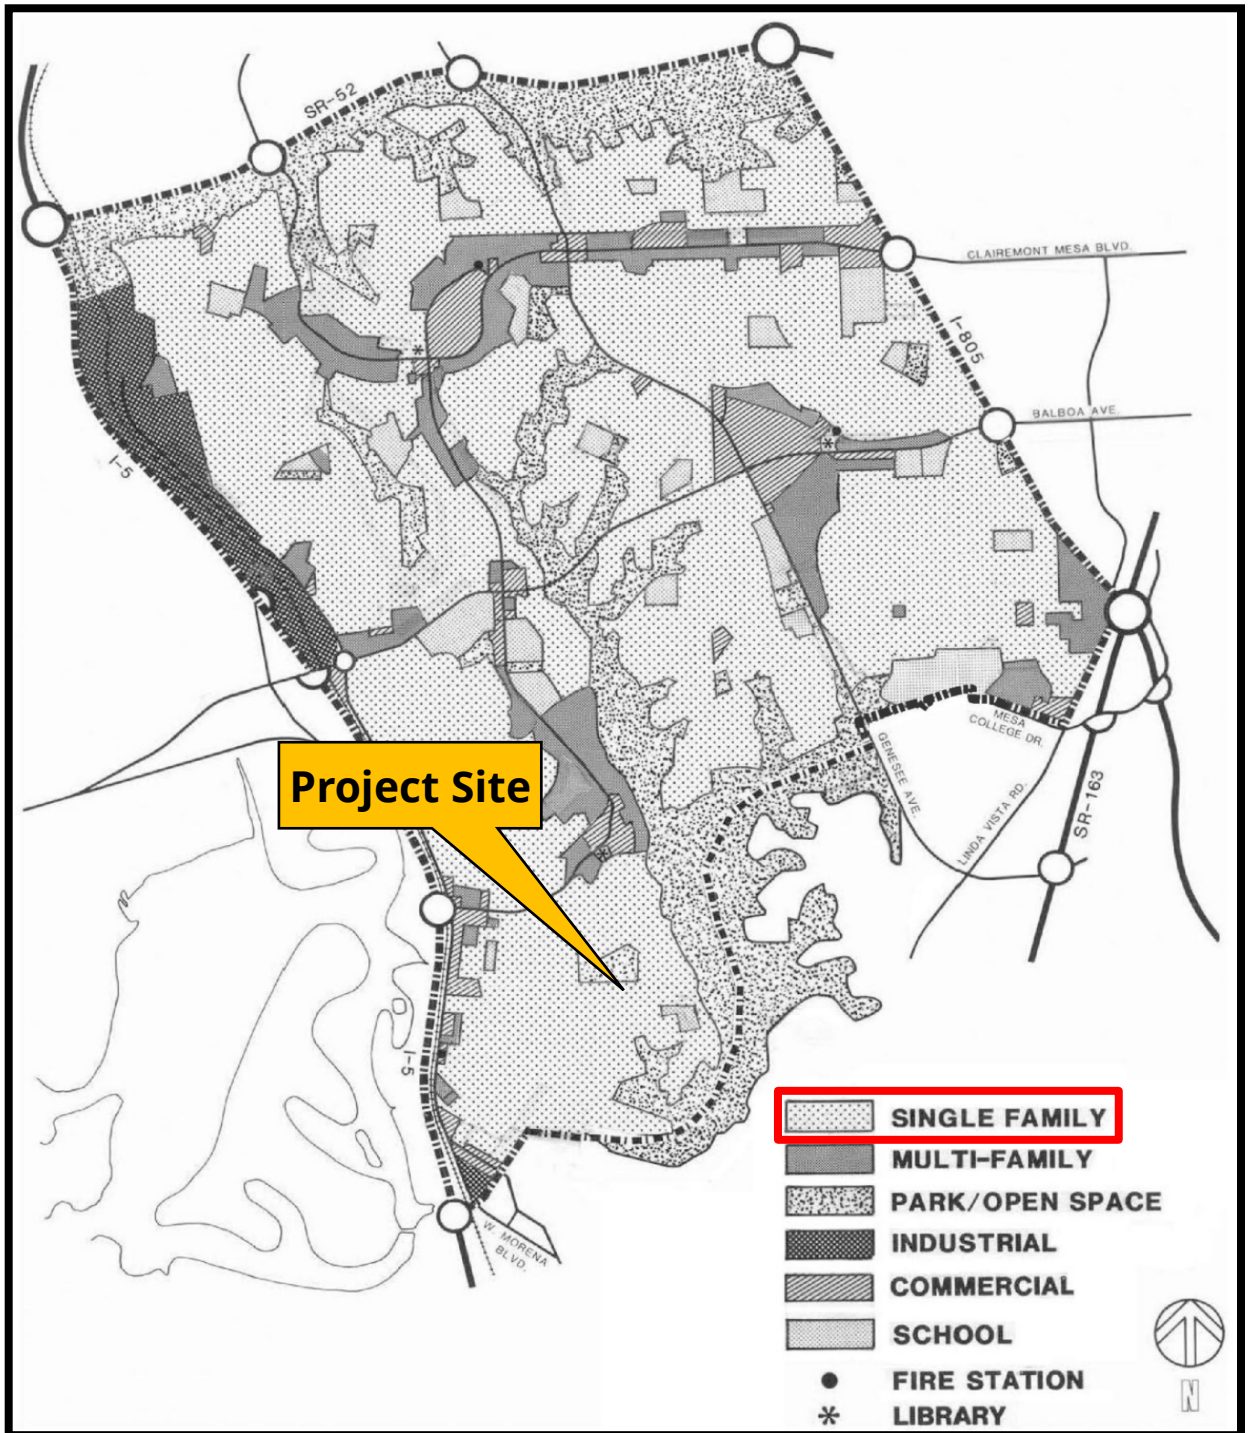 SR-52
CLAIREMONT MESA BLVD.
I-805
BALBOA AVE.
I-5
MESA
COLLEGE DR.
GENESEE AVE.
LINDA VISTA RD.
SR-163
Project Site
I-5
W. MORENA
BLVD.
SINGLE FAMILY
MULTI-FAMILY
PARK/OPEN SPACE
INDUSTRIAL
COMMERCIAL
SCHOOL
FIRE STATION
LIBRARY
N